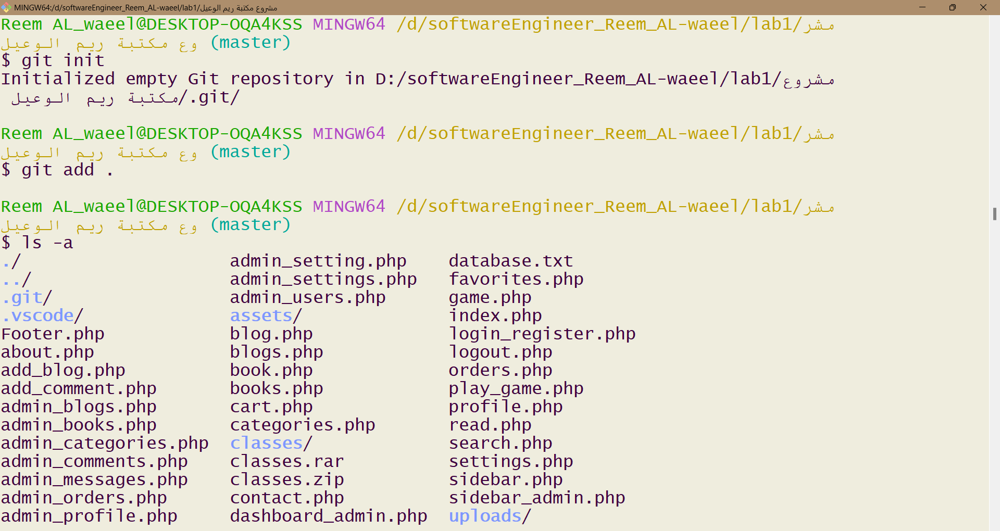 MINGW64:/d/softwareEngineer_Reem_AL-waeel/lab1/مشروع مكتبة ريم الوعيل
Reem AL_waeel@DESKTOP-OQA4KSS MINGW64 /d/softwareEngineer_Reem_AL-waeel/lab1/مشر
وع مكتبة ريم الوعيل (master)
$ git init
Initialized empty Git repository in D:/softwareEngineer_Reem_AL-waeel/lab1/مشروع
مكتبة ريم الوعيل/.git/
Reem AL_waeel@DESKTOP-OQA4KSS MINGW64 /d/softwareEngineer_Reem_AL-waeel/lab1/مشر
وع مكتبة ريم الوعيل (master)
$ git add .
Reem AL_waeel@DESKTOP-OQA4KSS MINGW64 /d/softwareEngineer_Reem_AL-waeel/lab1/مشر
وع مكتبة ريم الوعيل (master)
$ ls -a
./ admin_setting.php database.txt
../ admin_settings.php favorites.php
.git/ admin_users.php game.php
.vscode/ assets/ index.php
Footer.php blog.php login_register.php
about.php blogs.php logout.php
add_blog.php book.php orders.php
add_comment.php books.php play_game.php
admin_blogs.php cart.php profile.php
admin_books.php categories.php read.php
admin_categories.php classes/ search.php
admin_comments.php classes.rar settings.php
admin_messages.php classes.zip sidebar.php
admin_orders.php contact.php sidebar_admin.php
admin_profile.php dashboard_admin.php uploads/